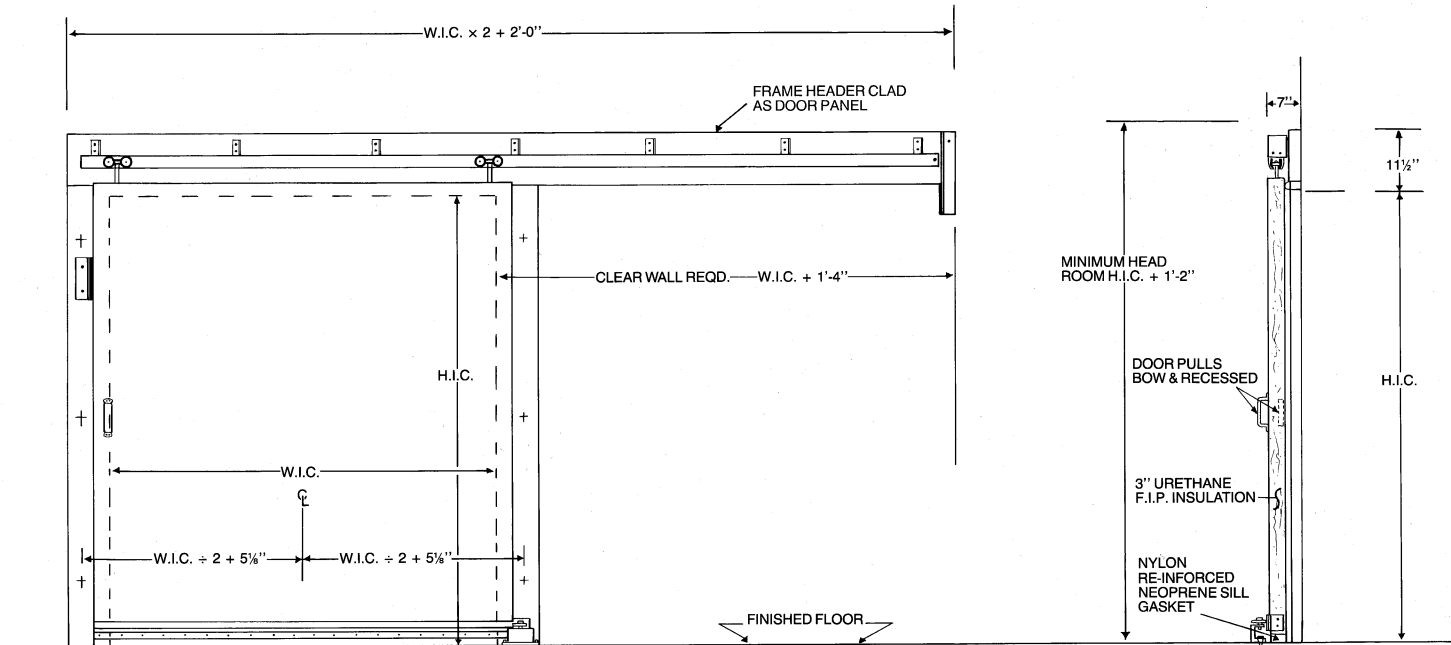 W.I.C. × 2 + 2'-0''
FRAME HEADER CLAD
AS DOOR PANEL
7''
11½''
CLEAR WALL REQD. W.I.C. + 1'-4''
MINIMUM HEAD
ROOM H.I.C. + 1'-2''
H.I.C.
DOOR PULLS
BOW & RECESSED
H.I.C.
W.I.C.
CL
3'' URETHANE
F.I.P. INSULATION
W.I.C. ÷ 2 + 5⅛'' W.I.C. ÷ 2 + 5⅛''
NYLON
RE-INFORCED
NEOPRENE SILL
GASKET
FINISHED FLOOR